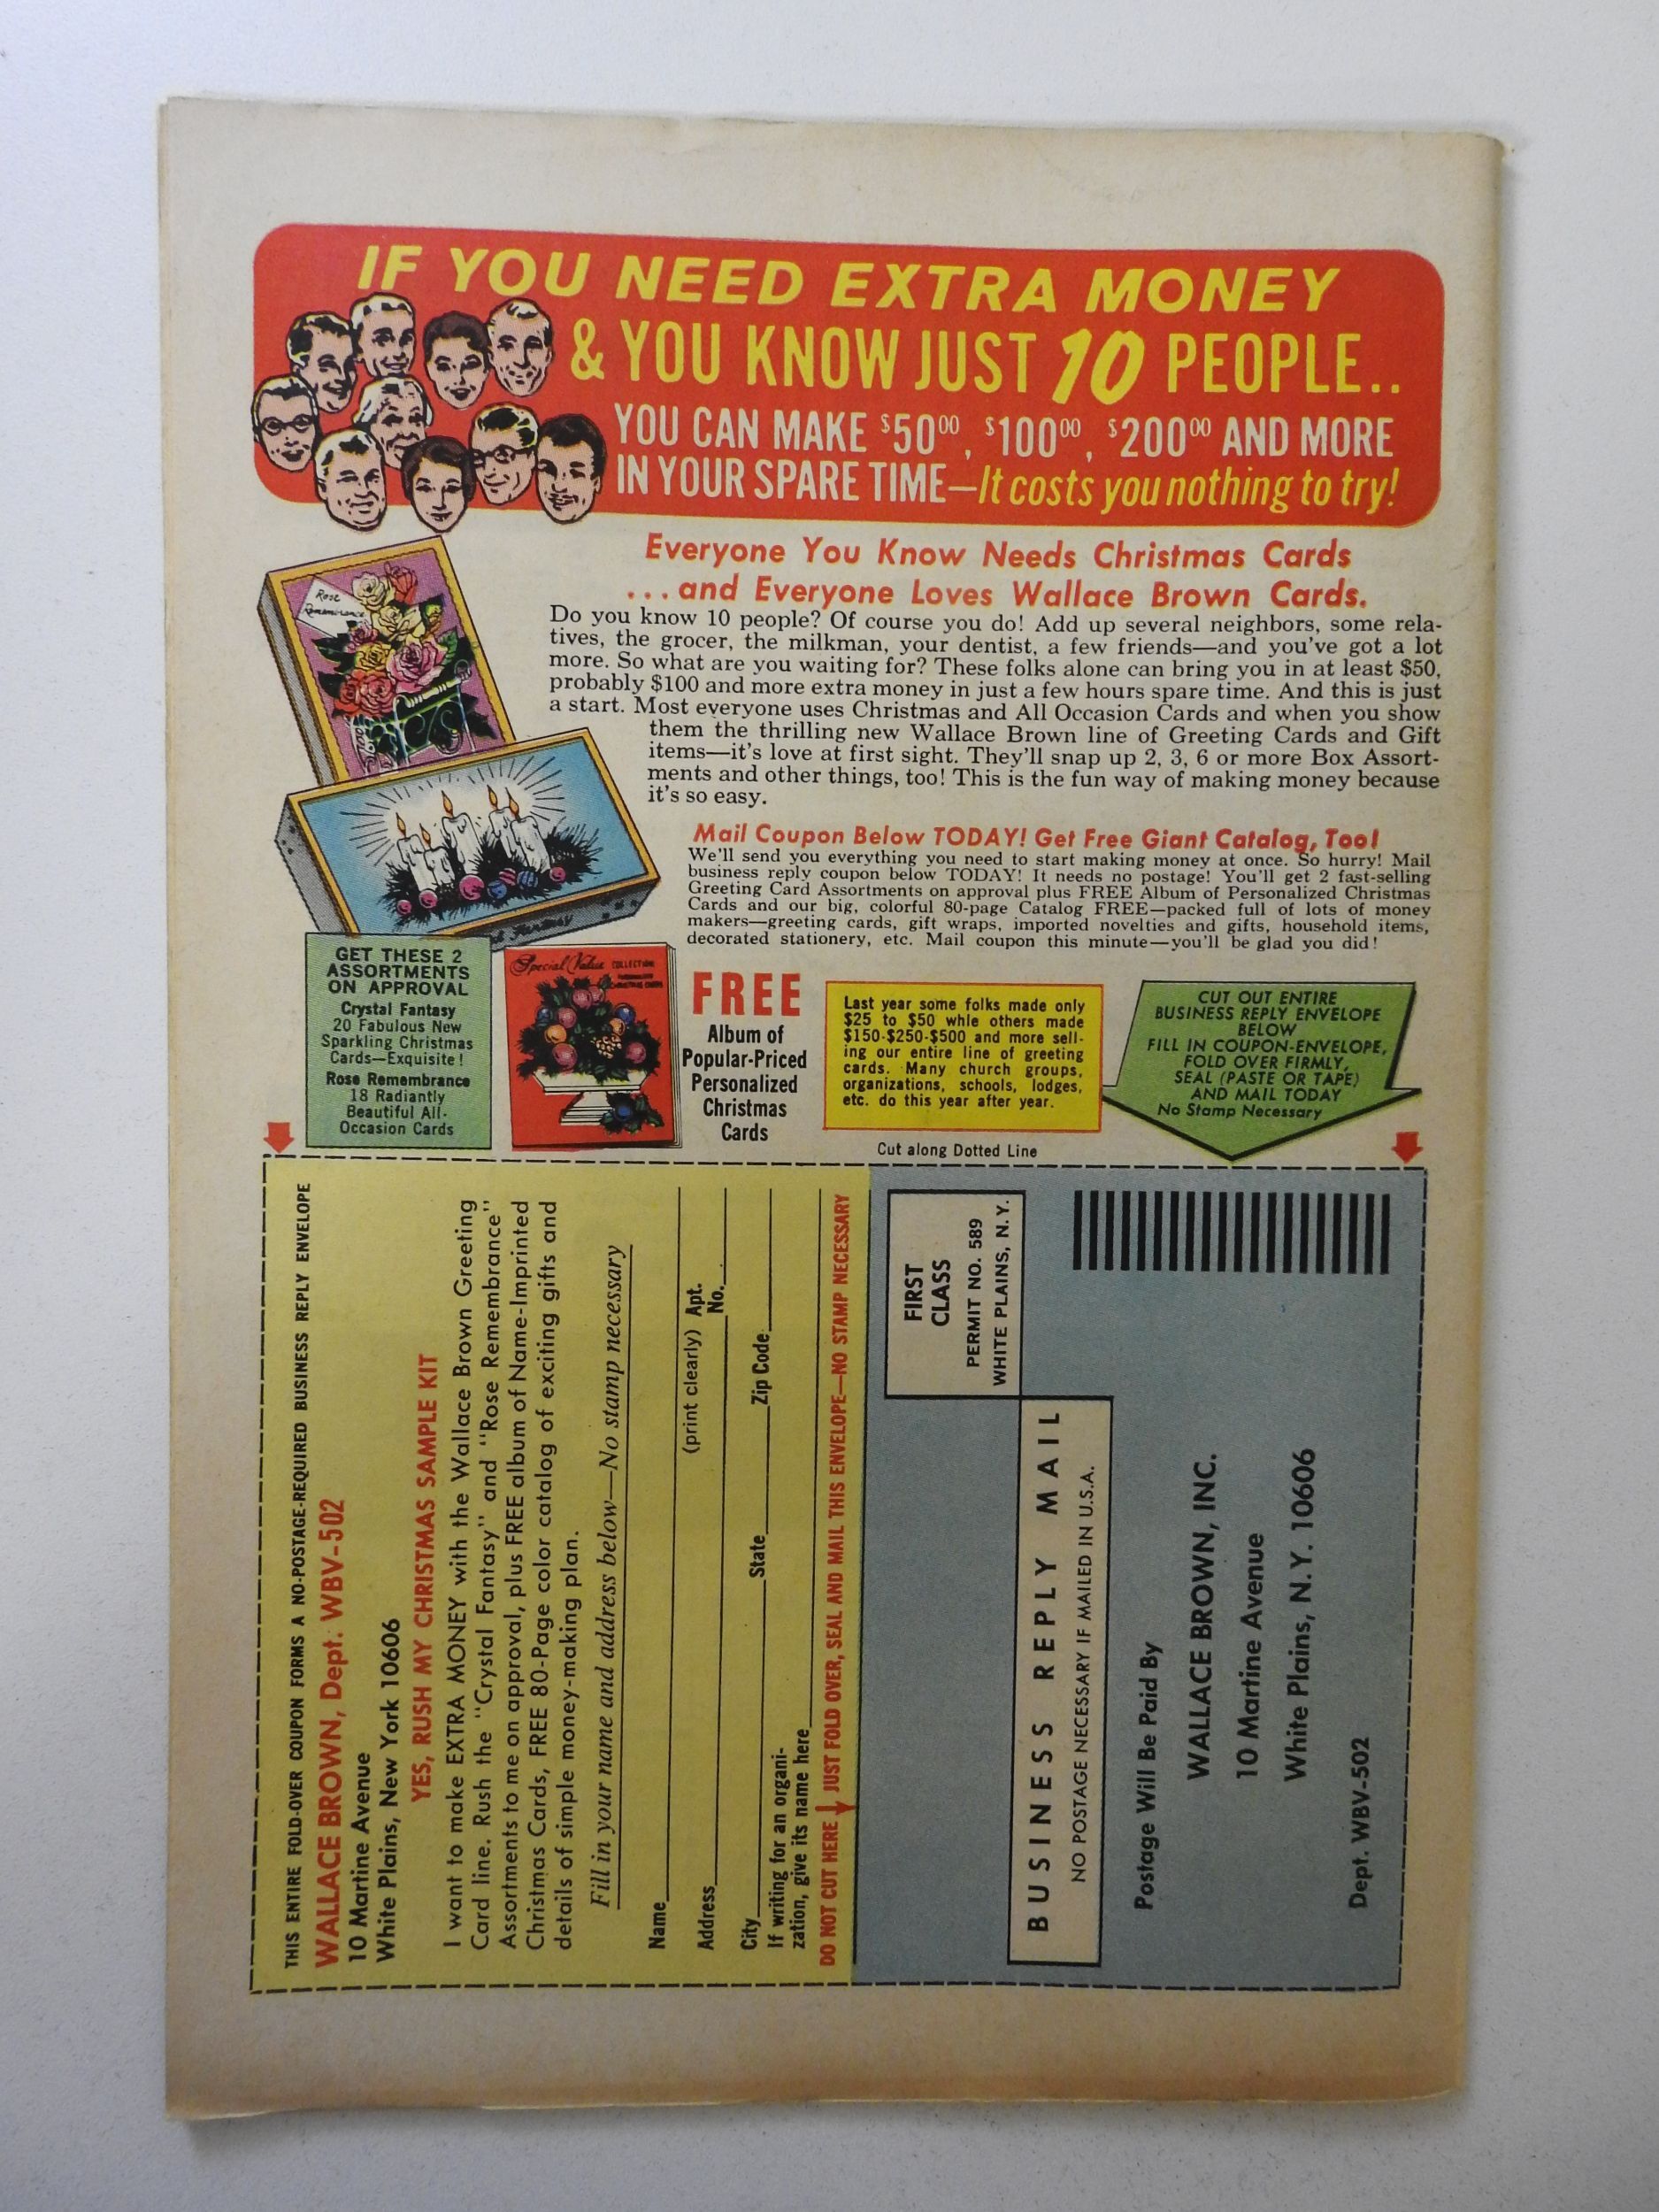 IF YOU NEED EXTRA MONEY
& YOU KNOW JUST 10 PEOPLE..
YOU CAN MAKE $50⁰⁰, $100⁰⁰, $200⁰⁰ AND MORE
IN YOUR SPARE TIME—It costs you nothing to try!
Everyone You Know Needs Christmas Cards
...and Everyone Loves Wallace Brown Cards.
Rose
Remembrance
Do you know 10 people? Of course you do! Add up several neighbors, some rela-
tives, the grocer, the milkman, your dentist, a few friends—and you've got a lot
more. So what are you waiting for? These folks alone can bring you in at least $50,
probably $100 and more extra money in just a few hours spare time. And this is just
a start. Most everyone uses Christmas and All Occasion Cards and when you show
them the thrilling new Wallace Brown line of Greeting Cards and Gift
items—it's love at first sight. They'll snap up 2, 3, 6 or more Box Assort-
ments and other things, too! This is the fun way of making money because
it's so easy.
Mail Coupon Below TODAY! Get Free Giant Catalog, Too!
We'll send you everything you need to start making money at once. So hurry! Mail
business reply coupon below TODAY! It needs no postage! You'll get 2 fast-selling
Greeting Card Assortments on approval plus FREE Album of Personalized Christmas
Cards and our big, colorful 80-page Catalog FREE—packed full of lots of money
makers—greeting cards, gift wraps, imported novelties and gifts, household items,
decorated stationery, etc. Mail coupon this minute—you'll be glad you did!
Fantasy
GET THESE 2
ASSORTMENTS
ON APPROVAL
Crystal Fantasy
20 Fabulous New
Sparkling Christmas
Cards—Exquisite!
Rose Remembrance
18 Radiantly
Beautiful All-
Occasion Cards
Special Value COLLECTION
PERSONALIZED
CHRISTMAS CARDS
FREE
Album of
Popular-Priced
Personalized
Christmas
Cards
Last year some folks made only
$25 to $50 whle others made
$150-$250-$500 and more sell-
ing our entire line of greeting
cards. Many church groups,
organizations, schools, lodges,
etc. do this year after year.
CUT OUT ENTIRE
BUSINESS REPLY ENVELOPE
BELOW
FILL IN COUPON-ENVELOPE,
FOLD OVER FIRMLY,
SEAL (PASTE OR TAPE)
AND MAIL TODAY
No Stamp Necessary
Cut along Dotted Line
THIS ENTIRE FOLD-OVER COUPON FORMS A NO-POSTAGE-REQUIRED BUSINESS REPLY ENVELOPE
WALLACE BROWN, Dept. WBV-502
10 Martine Avenue
White Plains, New York 10606
YES, RUSH MY CHRISTMAS SAMPLE KIT
I want to make EXTRA MONEY with the Wallace Brown Greeting
Card line. Rush the "Crystal Fantasy" and "Rose Remembrance"
Assortments to me on approval, plus FREE album of Name-Imprinted
Christmas Cards, FREE 80-Page color catalog of exciting gifts and
details of simple money-making plan.
Fill in your name and address below—No stamp necessary
Name
(print clearly) Apt.
Address No.
City State Zip Code
If writing for an organi-
zation, give its name here
DO NOT CUT HERE JUST FOLD OVER, SEAL AND MAIL THIS ENVELOPE—NO STAMP NECESSARY
FIRST
CLASS
PERMIT NO. 589
WHITE PLAINS, N. Y.
BUSINESS REPLY MAIL
NO POSTAGE NECESSARY IF MAILED IN U.S.A.
Postage Will Be Paid By
WALLACE BROWN, INC.
10 Martine Avenue
White Plains, N. Y. 10606
Dept. WBV-502